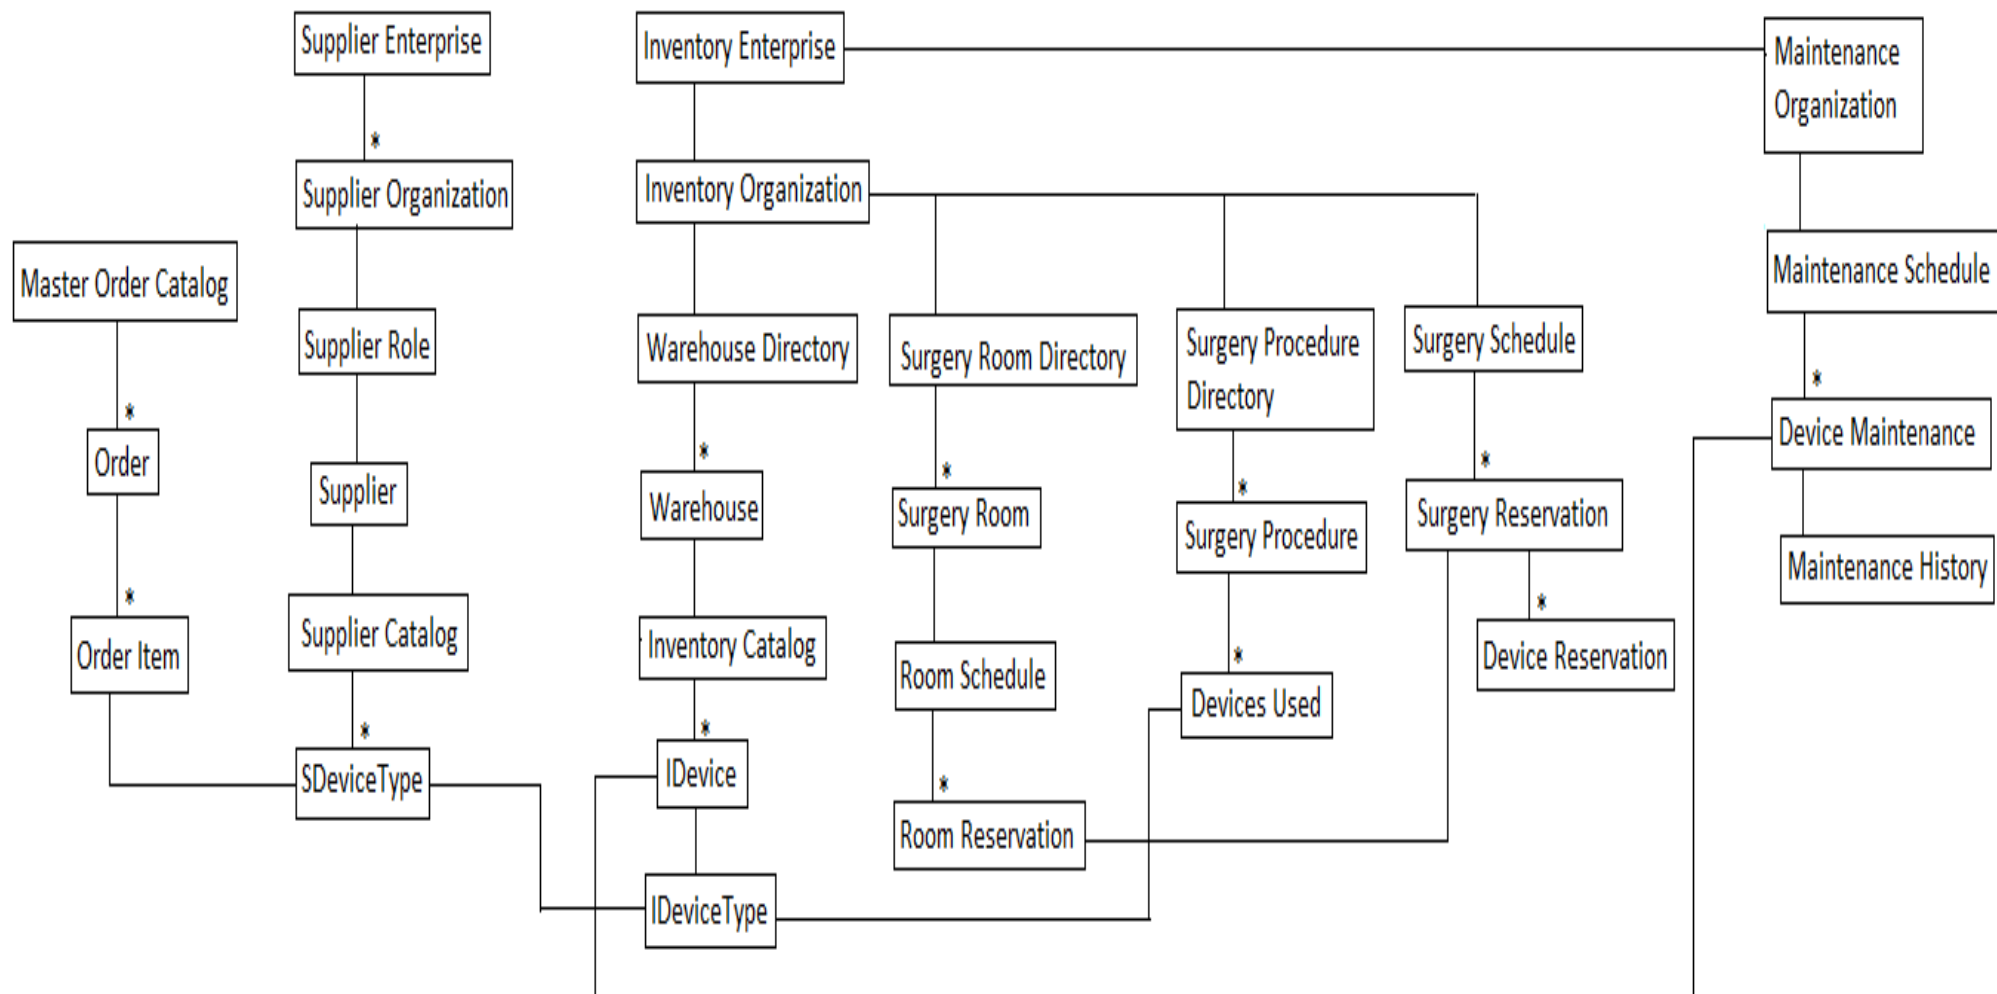 Supplier Enterprise
Inventory Enterprise
Maintenance
Organization
*
Supplier Organization
Inventory Organization
Master Order Catalog
Maintenance Schedule
Supplier Role
Warehouse Directory
Surgery Room Directory
Surgery Procedure
Directory
Surgery Schedule
*
*
Order
*
*
*
*
Device Maintenance
Supplier
Warehouse
Surgery Room
Surgery Procedure
Surgery Reservation
Maintenance History
*
Order Item
Supplier Catalog
Inventory Catalog
Room Schedule
*
Devices Used
*
Device Reservation
*
SDeviceType
*
IDevice
*
Room Reservation
IDeviceType